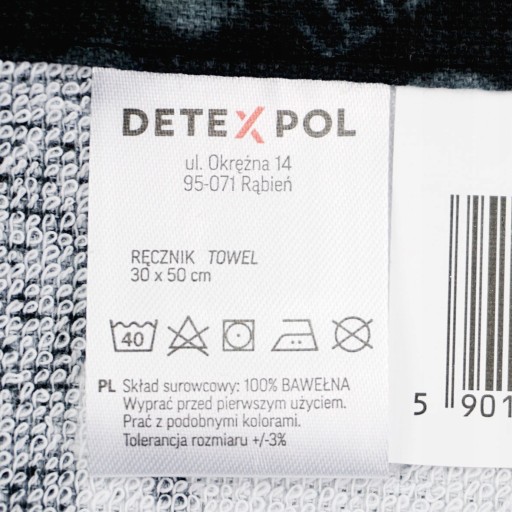 DETEXPOL
ul. Okrężna 14
95-071 Rąbień
RĘCZNIK TOWEL
30 x 50 cm
40
PL Skład surowcowy: 100% BAWEŁNA
Wyprać przed pierwszym użyciem.
Prać z podobnymi kolorami.
Tolerancja rozmiaru +/-3%
5 901